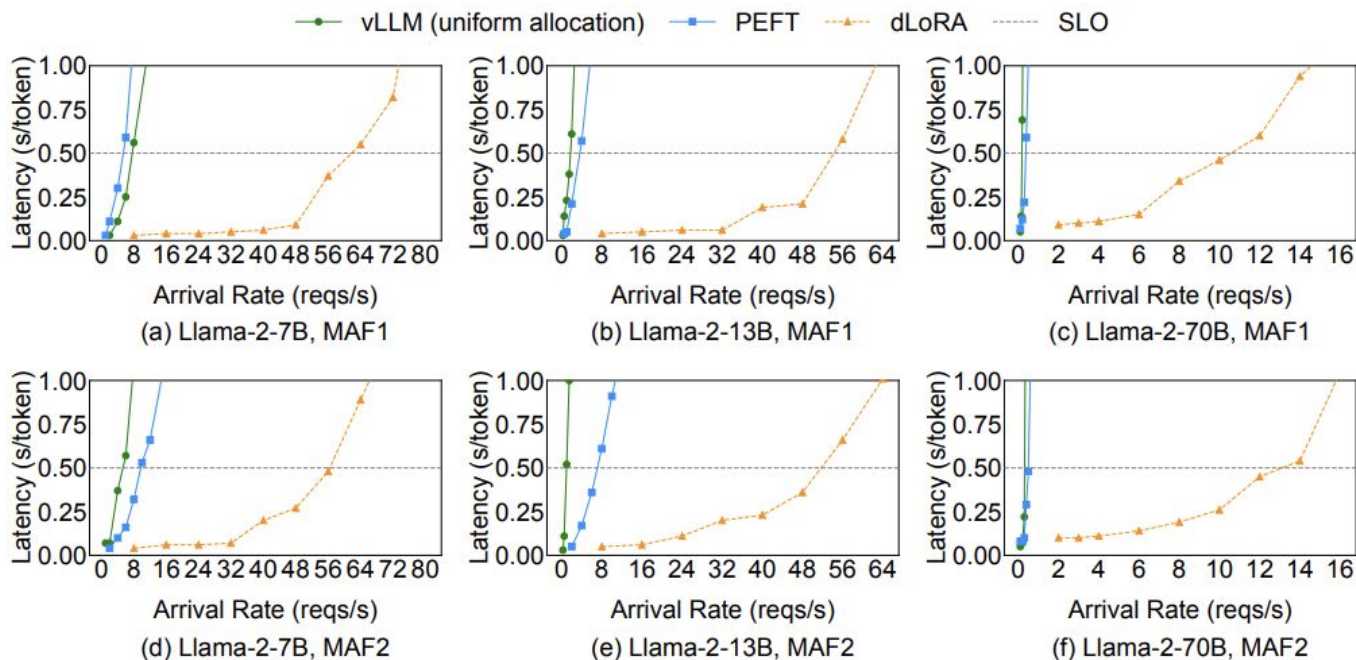 vLLM (uniform allocation) PEFT dLoRA SLO
1.00 1.00 1.00
0.75 0.75 0.75
0.50 0.50 0.50
0.25 0.25 0.25
0.00 0.00 0.00
Latency (s/token) Latency (s/token) Latency (s/token)
0 8 16 24 32 40 48 56 64 72 80 0 8 16 24 32 40 48 56 64 0 2 4 6 8 10 12 14 16
Arrival Rate (reqs/s) Arrival Rate (reqs/s) Arrival Rate (reqs/s)
(a) Llama-2-7B, MAF1 (b) Llama-2-13B, MAF1 (c) Llama-2-70B, MAF1
1.00 1.00 1.00
0.75 0.75 0.75
0.50 0.50 0.50
0.25 0.25 0.25
0.00 0.00 0.00
Latency (s/token) Latency (s/token) Latency (s/token)
0 8 16 24 32 40 48 56 64 72 80 0 8 16 24 32 40 48 56 64 0 2 4 6 8 10 12 14 16
Arrival Rate (reqs/s) Arrival Rate (reqs/s) Arrival Rate (reqs/s)
(d) Llama-2-7B, MAF2 (e) Llama-2-13B, MAF2 (f) Llama-2-70B, MAF2